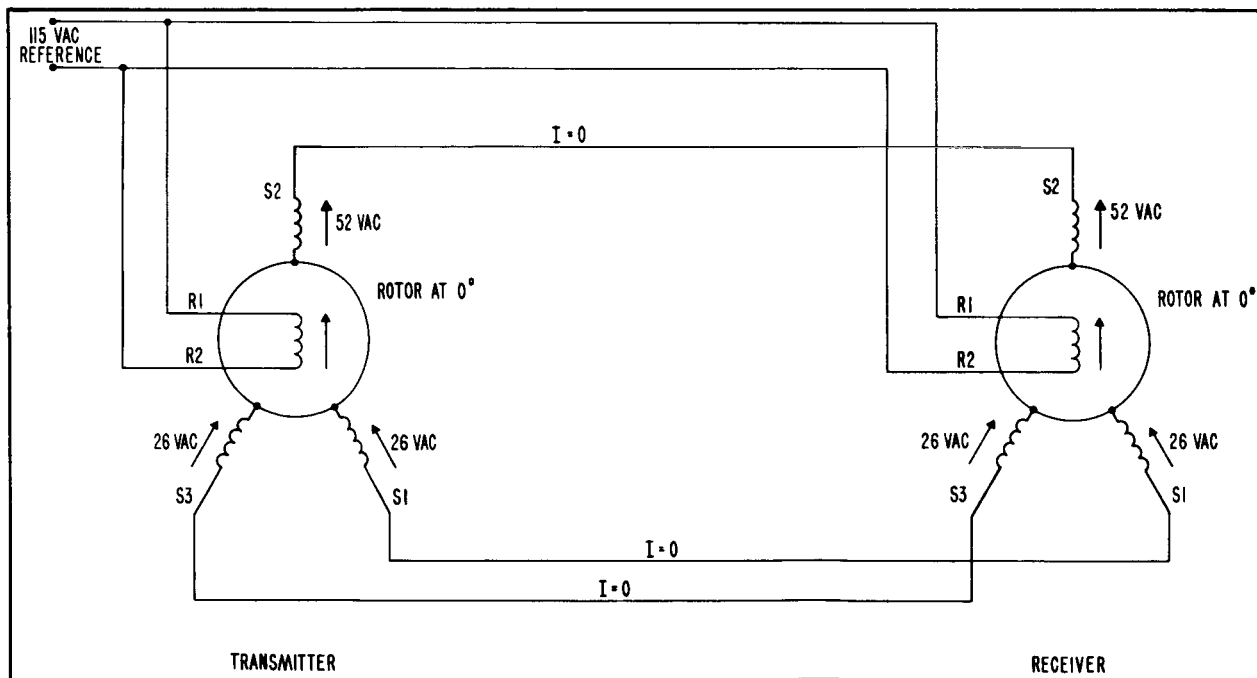 115 VAC
REFERENCE
I=0
S2
52 VAC
S2
52 VAC
ROTOR AT 0°
ROTOR AT 0°
R1
R2
R1
R2
26 VAC
26 VAC
26 VAC
26 VAC
S3
S1
S3
S1
I=0
I=0
TRANSMITTER
RECEIVER